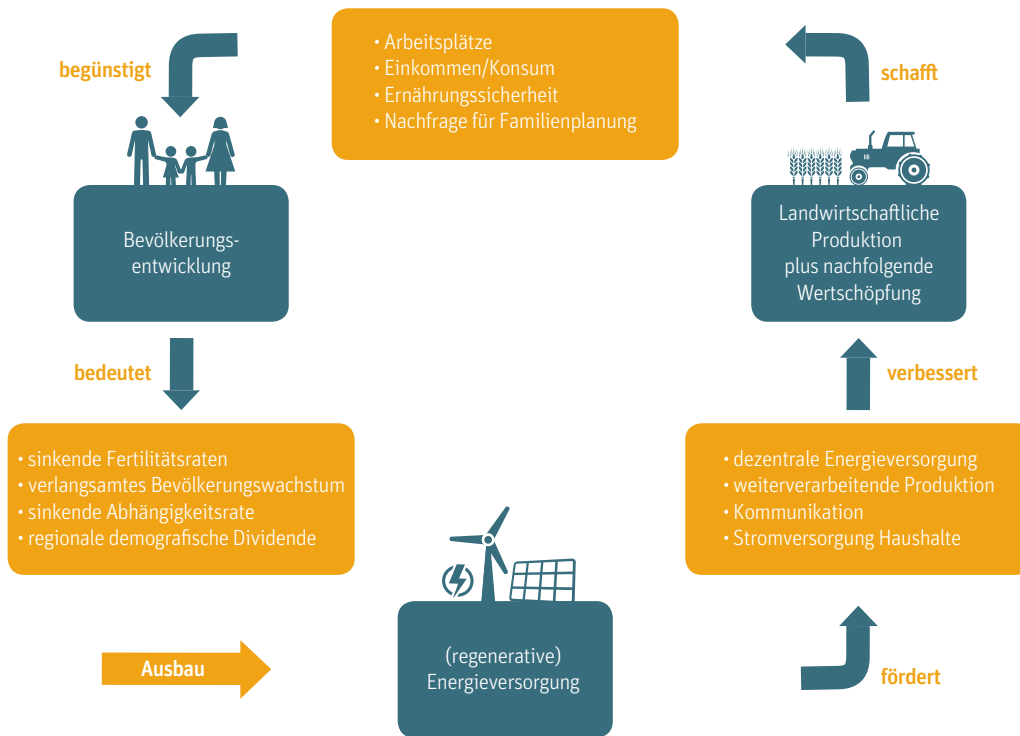 begünstigt
• Arbeitsplätze
• Einkommen/Konsum
• Ernährungssicherheit
• Nachfrage für Familienplanung
schafft
Bevölkerungs-
entwicklung
Landwirtschaftliche
Produktion
plus nachfolgende
Wertschöpfung
bedeutet
verbessert
• sinkende Fertilitätsraten
• verlangsamtes Bevölkerungswachstum
• sinkende Abhängigkeitsrate
• regionale demografische Dividende
• dezentrale Energieversorgung
• weiterverarbeitende Produktion
• Kommunikation
• Stromversorgung Haushalte
Ausbau
(regenerative)
Energieversorgung
fördert